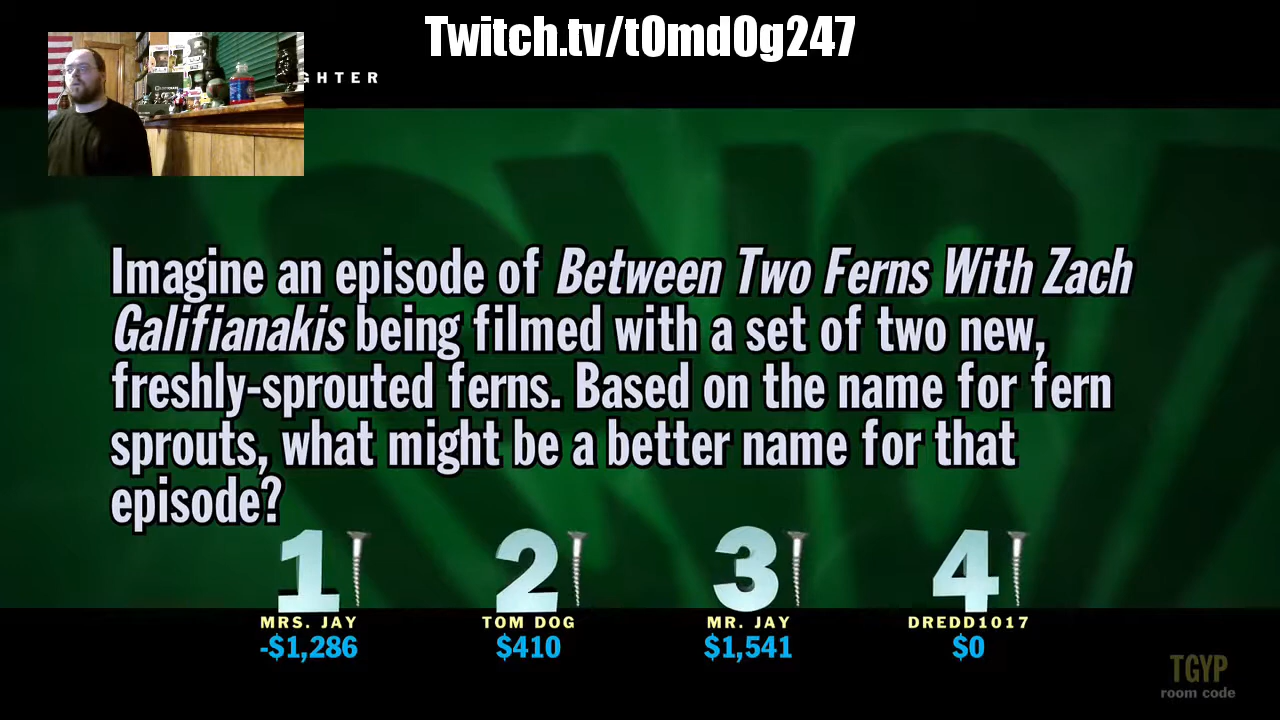 Twitch.tv/t0md0g247
GHTER
Imagine an episode of Between Two Ferns With Zach
Galifianakis being filmed with a set of two new,
freshly-sprouted ferns. Based on the name for fern
sprouts, what might be a better name for that
episode?
1 2 3 4
MRS. JAY TOM DOG MR. JAY DREDD1017
-$1,286 $410 $1,541 $0
TGYP
room code